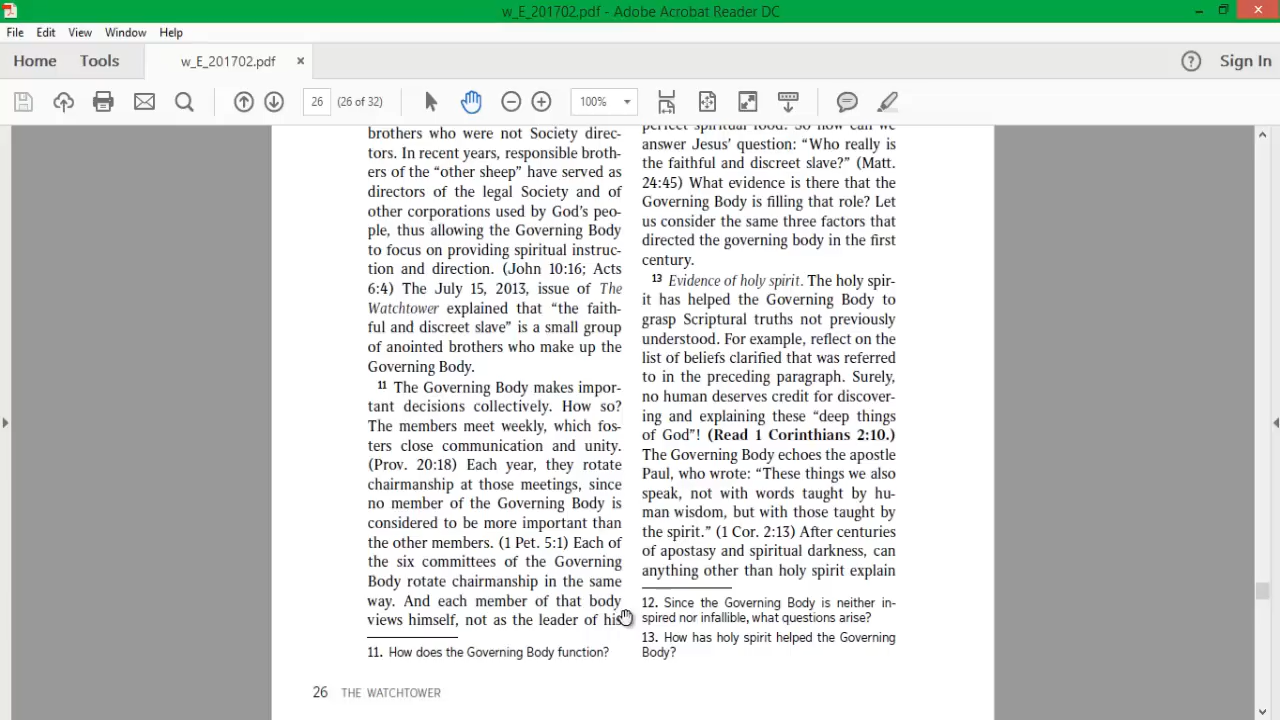 w_E_201702.pdf - Adobe Acrobat Reader DC
File Edit View Window Help
Home Tools w_E_201702.pdf × Sign In
26 (26 of 32) 100%
brothers who were not Society direc-
tors. In recent years, responsible broth-
ers of the “other sheep” have served as
directors of the legal Society and of
other corporations used by God’s peo-
ple, thus allowing the Governing Body
to focus on providing spiritual instruc-
tion and direction. (John 10:16; Acts
6:4) The July 15, 2013, issue of The
Watchtower explained that “the faith-
ful and discreet slave” is a small group
of anointed brothers who make up the
Governing Body.
11 The Governing Body makes impor-
tant decisions collectively. How so?
The members meet weekly, which fos-
ters close communication and unity.
(Prov. 20:18) Each year, they rotate
chairmanship at those meetings, since
no member of the Governing Body is
considered to be more important than
the other members. (1 Pet. 5:1) Each of
the six committees of the Governing
Body rotate chairmanship in the same
way. And each member of that body
views himself, not as the leader of his
11. How does the Governing Body function?
perfect spiritual food. So how can we
answer Jesus’ question: “Who really is
the faithful and discreet slave?” (Matt.
24:45) What evidence is there that the
Governing Body is filling that role? Let
us consider the same three factors that
directed the governing body in the first
century.
13 Evidence of holy spirit. The holy spir-
it has helped the Governing Body to
grasp Scriptural truths not previously
understood. For example, reflect on the
list of beliefs clarified that was referred
to in the preceding paragraph. Surely,
no human deserves credit for discover-
ing and explaining these “deep things
of God”! (Read 1 Corinthians 2:10.)
The Governing Body echoes the apostle
Paul, who wrote: “These things we also
speak, not with words taught by hu-
man wisdom, but with those taught by
the spirit.” (1 Cor. 2:13) After centuries
of apostasy and spiritual darkness, can
anything other than holy spirit explain
12. Since the Governing Body is neither in-
spired nor infallible, what questions arise?
13. How has holy spirit helped the Governing
Body?
26 THE WATCHTOWER